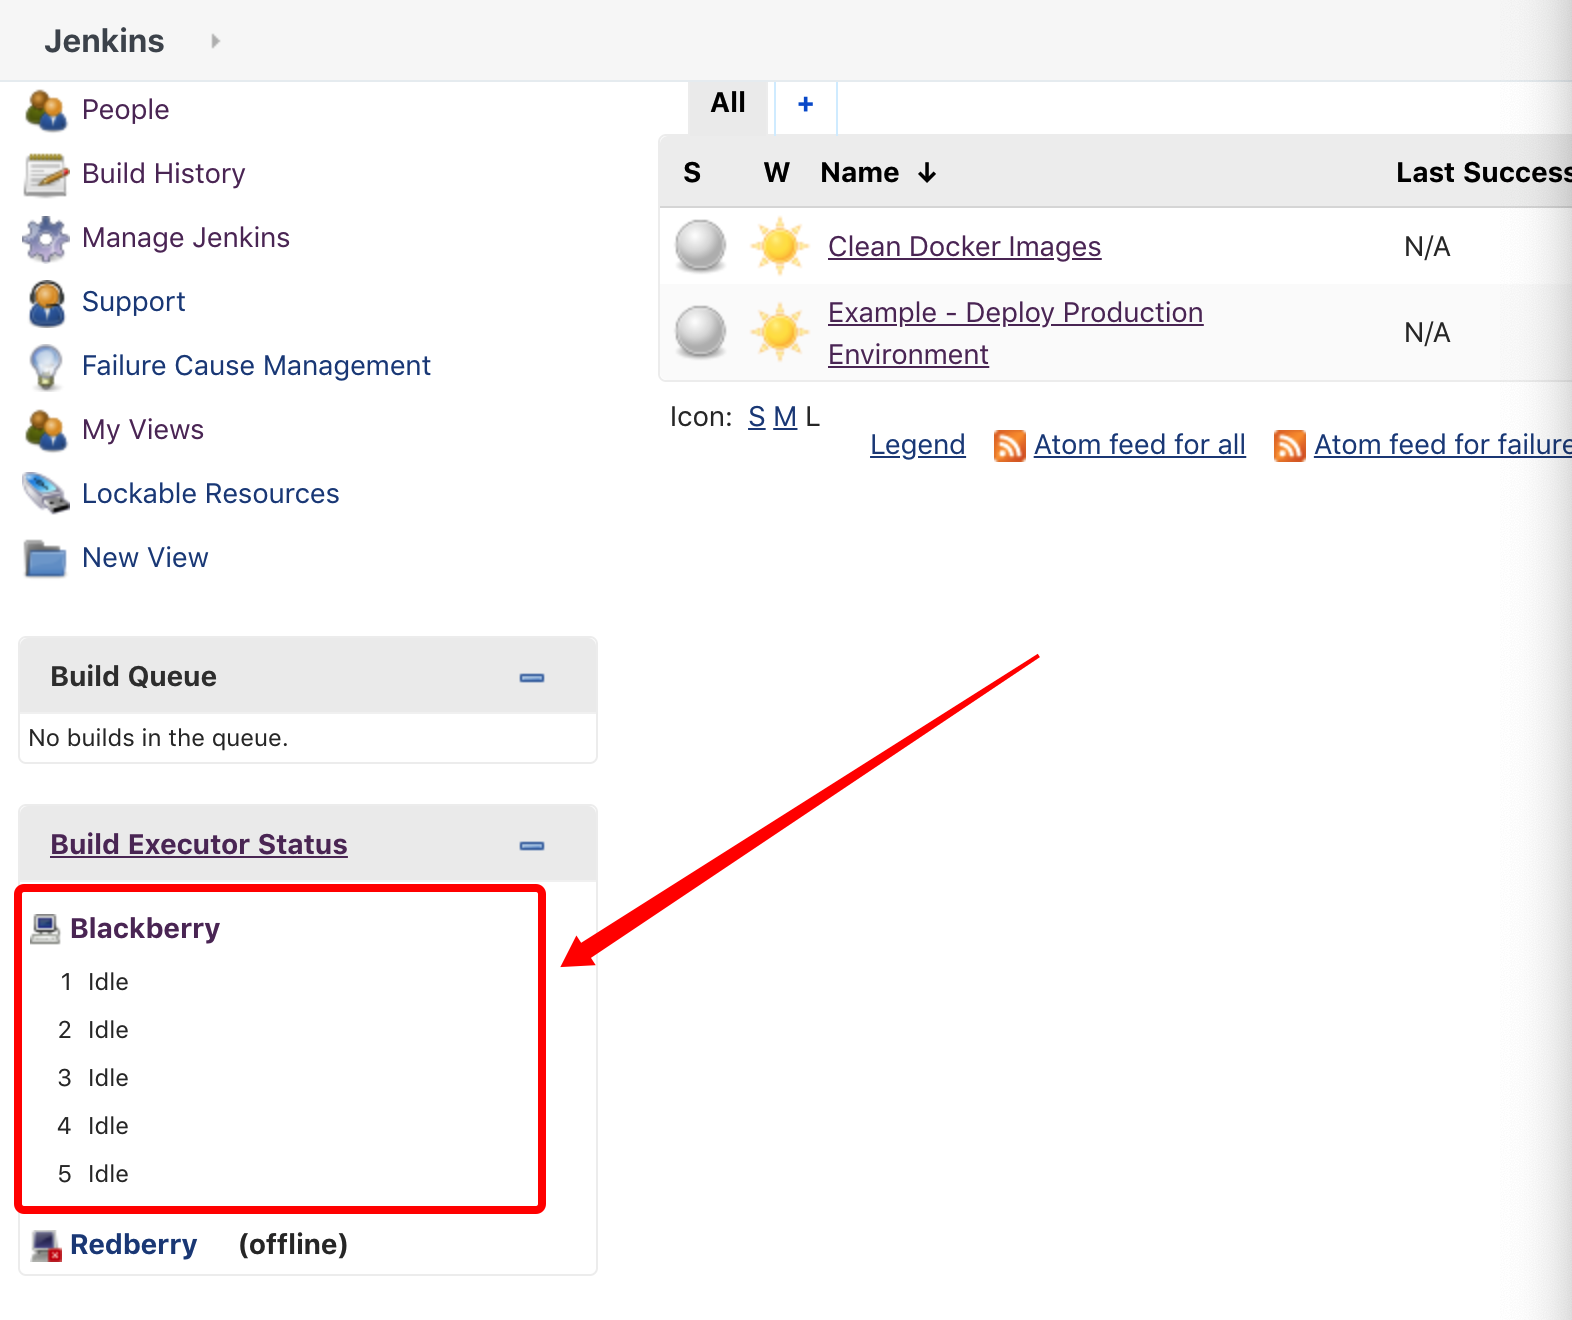 Jenkins
People
Build History
Manage Jenkins
Support
Failure Cause Management
My Views
Lockable Resources
New View
Build Queue
No builds in the queue.
Build Executor Status
Blackberry
1 Idle
2 Idle
3 Idle
4 Idle
5 Idle
Redberry (offline)
All +
S W Name ↓ Last Success
Clean Docker Images N/A
Example - Deploy Production
Environment
N/A
Icon: S M L
Legend Atom feed for all Atom feed for failure